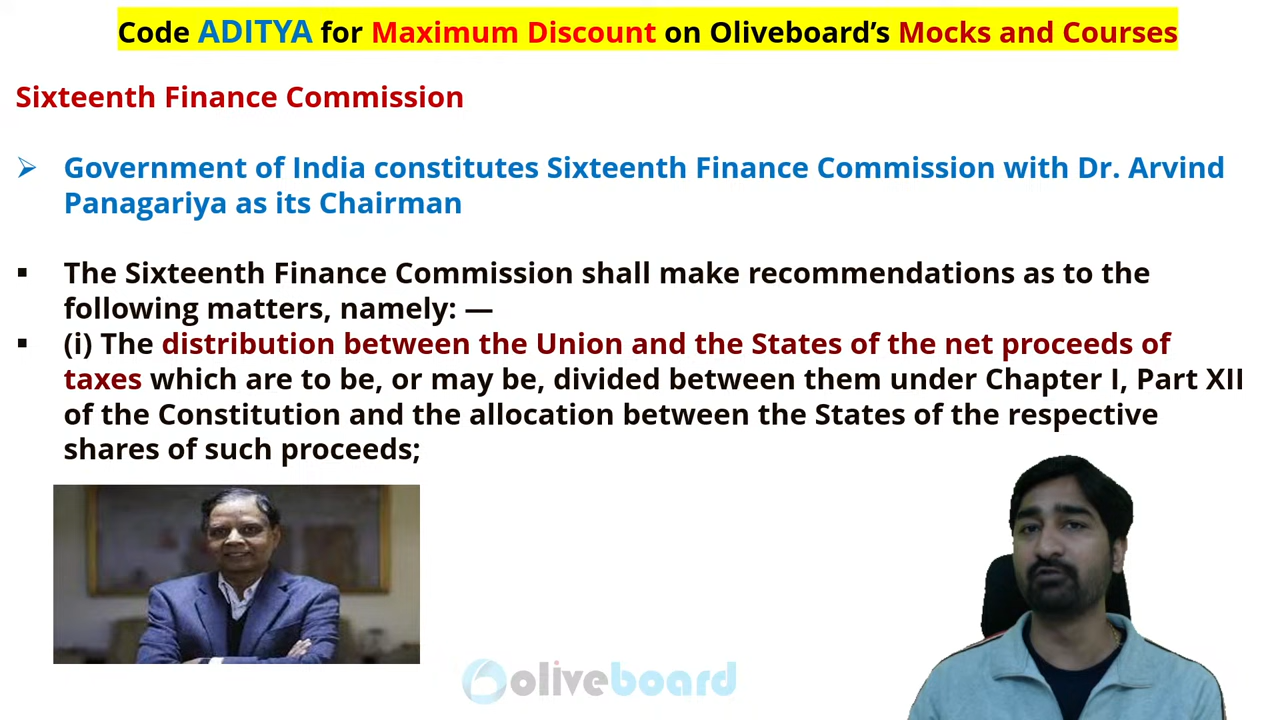 Code ADITYA for Maximum Discount on Oliveboard’s Mocks and Courses
Sixteenth Finance Commission
Government of India constitutes Sixteenth Finance Commission with Dr. Arvind
Panagariya as its Chairman
The Sixteenth Finance Commission shall make recommendations as to the
following matters, namely: —
(i) The distribution between the Union and the States of the net proceeds of
taxes which are to be, or may be, divided between them under Chapter I, Part XII
of the Constitution and the allocation between the States of the respective
shares of such proceeds;
oliveboard